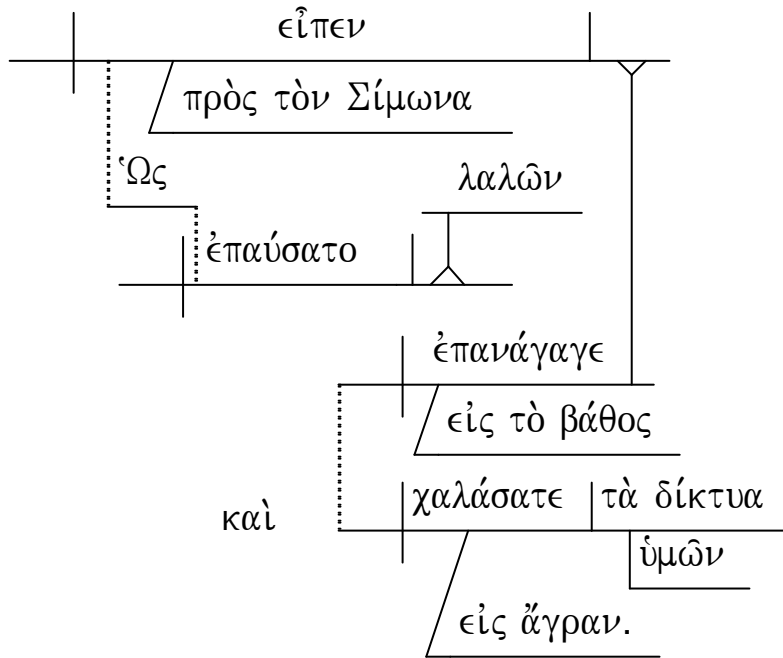 εἶπεν
πρὸς τὸν Σίμωνα
Ὡς
λαλῶν
ἐπαύσατο
ἐπανάγαγε
εἰς τὸ βάθος
χαλάσατε τὰ δίκτυα
καὶ
ὑμῶν
εἰς ἄγραν.